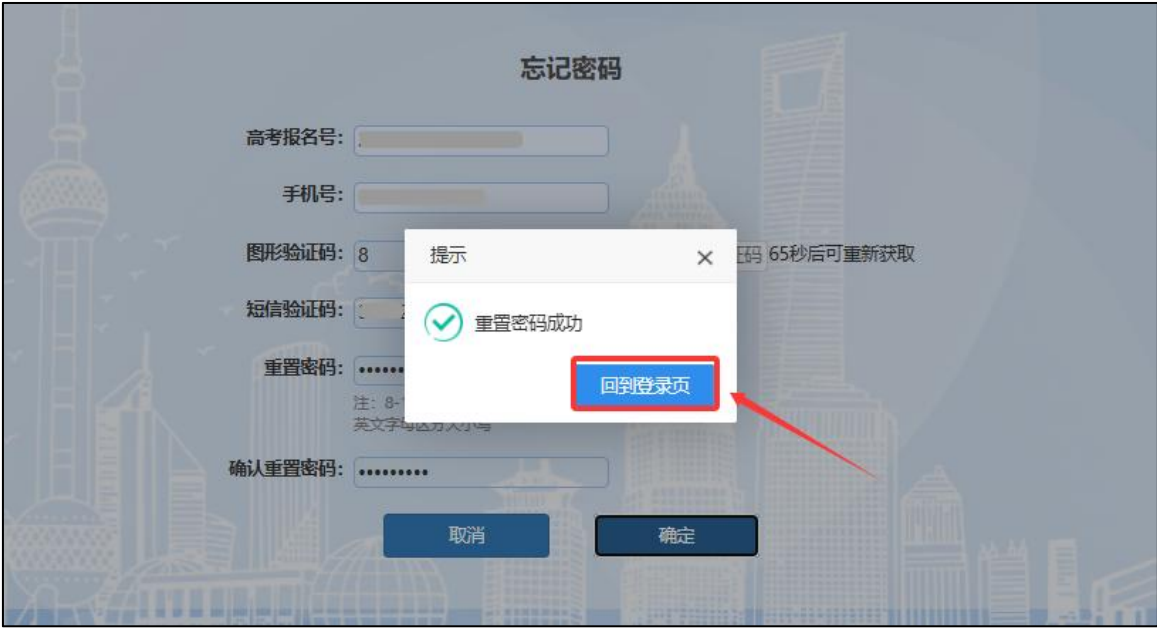 忘记密码
高考报名号:
手机号:
图形验证码: 8
证码 65秒后可重新获取
短信验证码:
重置密码: ••••••
注: 8-
英文字母区分大小写
确认重置密码: •••••••••
取消
确定
提示
重置密码成功
回到登录页